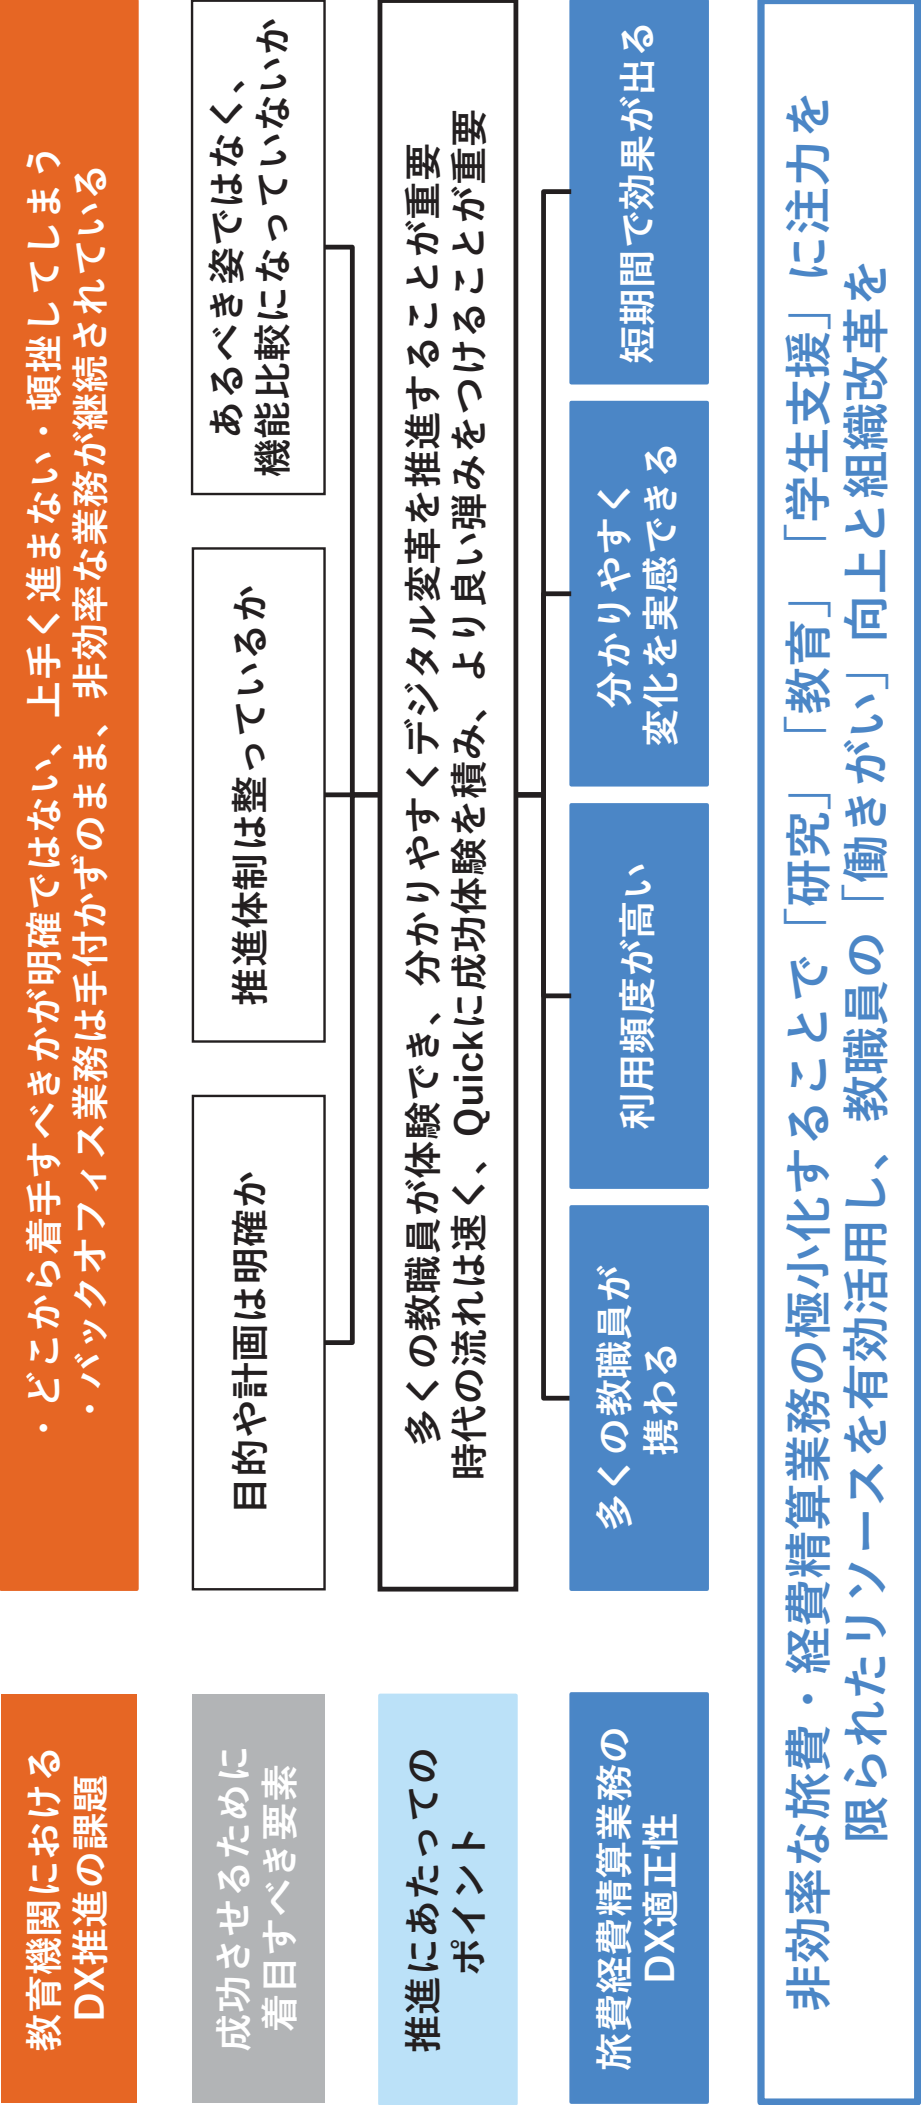 教育機関における
DX推進の課題
・どこから着手すべきかが明確ではない、上手く進まない・頓挫してしまう
・バックオフィス業務は手付かずのまま、非効率な業務が継続されている
成功させるために
着目すべき要素
目的や計画は明確か
推進体制は整っているか
あるべき姿ではなく、
機能比較になっていないか
推進にあたっての
ポイント
多くの教職員が体験でき、分かりやすくデジタル変革を推進することが重要
時代の流れは速く、Quickに成功体験を積み、より良い弾みをつけることが重要
旅費経費精算業務の
DX適正性
多くの教職員が
携わる
利用頻度が高い
分かりやすく
変化を実感できる
短期間で効果が出る
非効率な旅費・経費精算業務の極小化することで「研究」「教育」「学生支援」に注力を
限られたリソースを有効活用し、教職員の「働きがい」向上と組織改革を